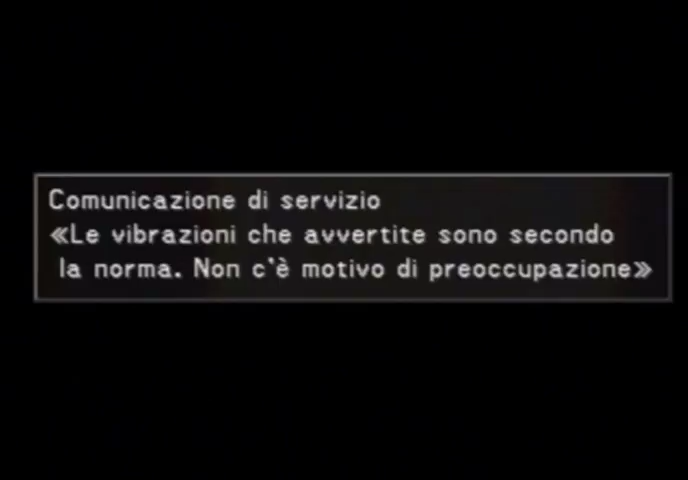 Comunicazione di servizio
«Le vibrazioni che avvertite sono secondo
la norma. Non c'è motivo di preoccupazione»